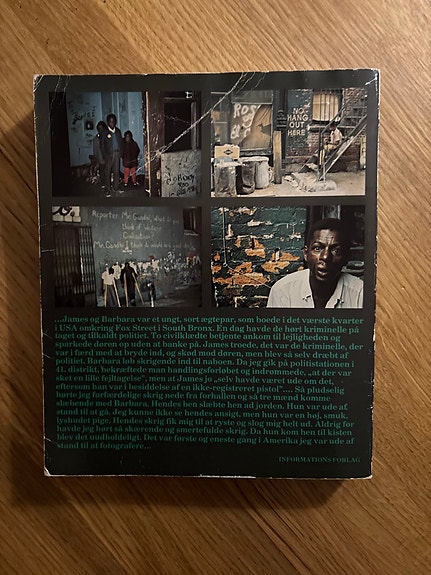 NO
HANG
OUT
HERE
Reporter: Mr. Gandhi, What do you
think of Western
Civilization?
Mr. Gandhi: I think it would be a good idea.
...James og Barbara var et ungt, sort ægtepar, som boede i det værste kvarter
i USA omkring Fox Street i South Bronx. En dag havde de hørt kriminelle på
taget og tilkaldt politiet. To civilklædte betjente ankom til lejligheden og
sparkede døren op uden at banke på. James troede, det var de kriminelle, der
var i færd med at bryde ind, og skød mod døren, men blev så selv dræbt af
politiet. Barbara løb skrigende ind til naboen. Da jeg gik på politistationen i
41. distrikt, bekræftede man handlingsforløbet og indrømmede, „at der var
sket en lille fejltagelse", men at James jo „selv havde været ude om det,
eftersom han var i besiddelse af en ikke-registreret pistol".... Så pludselig
hørte jeg forfærdelige skrig nede fra forhallen og så tre mænd komme
slæbende med Barbara. Hendes ben slæbte hen ad jorden. Hun var ude af
stand til at gå. Jeg kunne ikke se hendes ansigt, men hun var en høj, smuk,
lyshudet pige. Hendes skrig fik mig til at ryste og slog mig helt ud. Aldrig før
havde jeg hørt så skærende og smertefulde skrig. Da hun kom hen til kisten
blev det uudholdeligt. Det var første og eneste gang i Amerika jeg var ude af
stand til at fotografere...
INFORMATIONS FORLAG